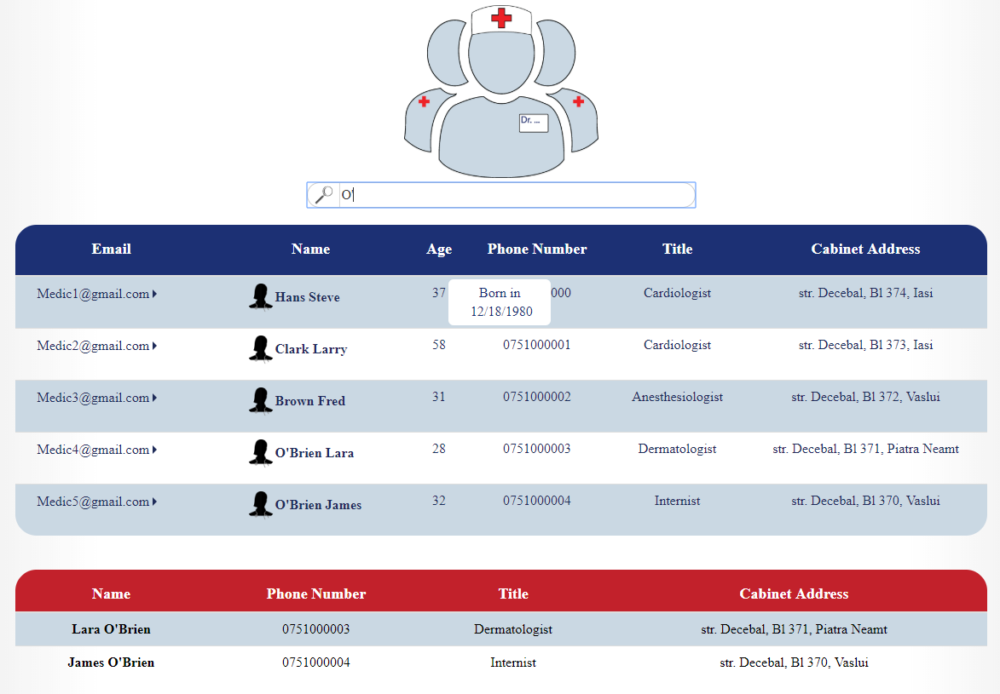 Dr. ...
O'
Email Name Age Phone Number Title Cabinet Address
Medic1@gmail.com Hans Steve 37 Born in 000 Cardiologist str. Decebal, Bl 374, Iasi
12/18/1980
Medic2@gmail.com Clark Larry 58 0751000001 Cardiologist str. Decebal, Bl 373, Iasi
Medic3@gmail.com Brown Fred 31 0751000002 Anesthesiologist str. Decebal, Bl 372, Vaslui
Medic4@gmail.com O'Brien Lara 28 0751000003 Dermatologist str. Decebal, Bl 371, Piatra Neamt
Medic5@gmail.com O'Brien James 32 0751000004 Internist str. Decebal, Bl 370, Vaslui
Name Phone Number Title Cabinet Address
Lara O'Brien 0751000003 Dermatologist str. Decebal, Bl 371, Piatra Neamt
James O'Brien 0751000004 Internist str. Decebal, Bl 370, Vaslui